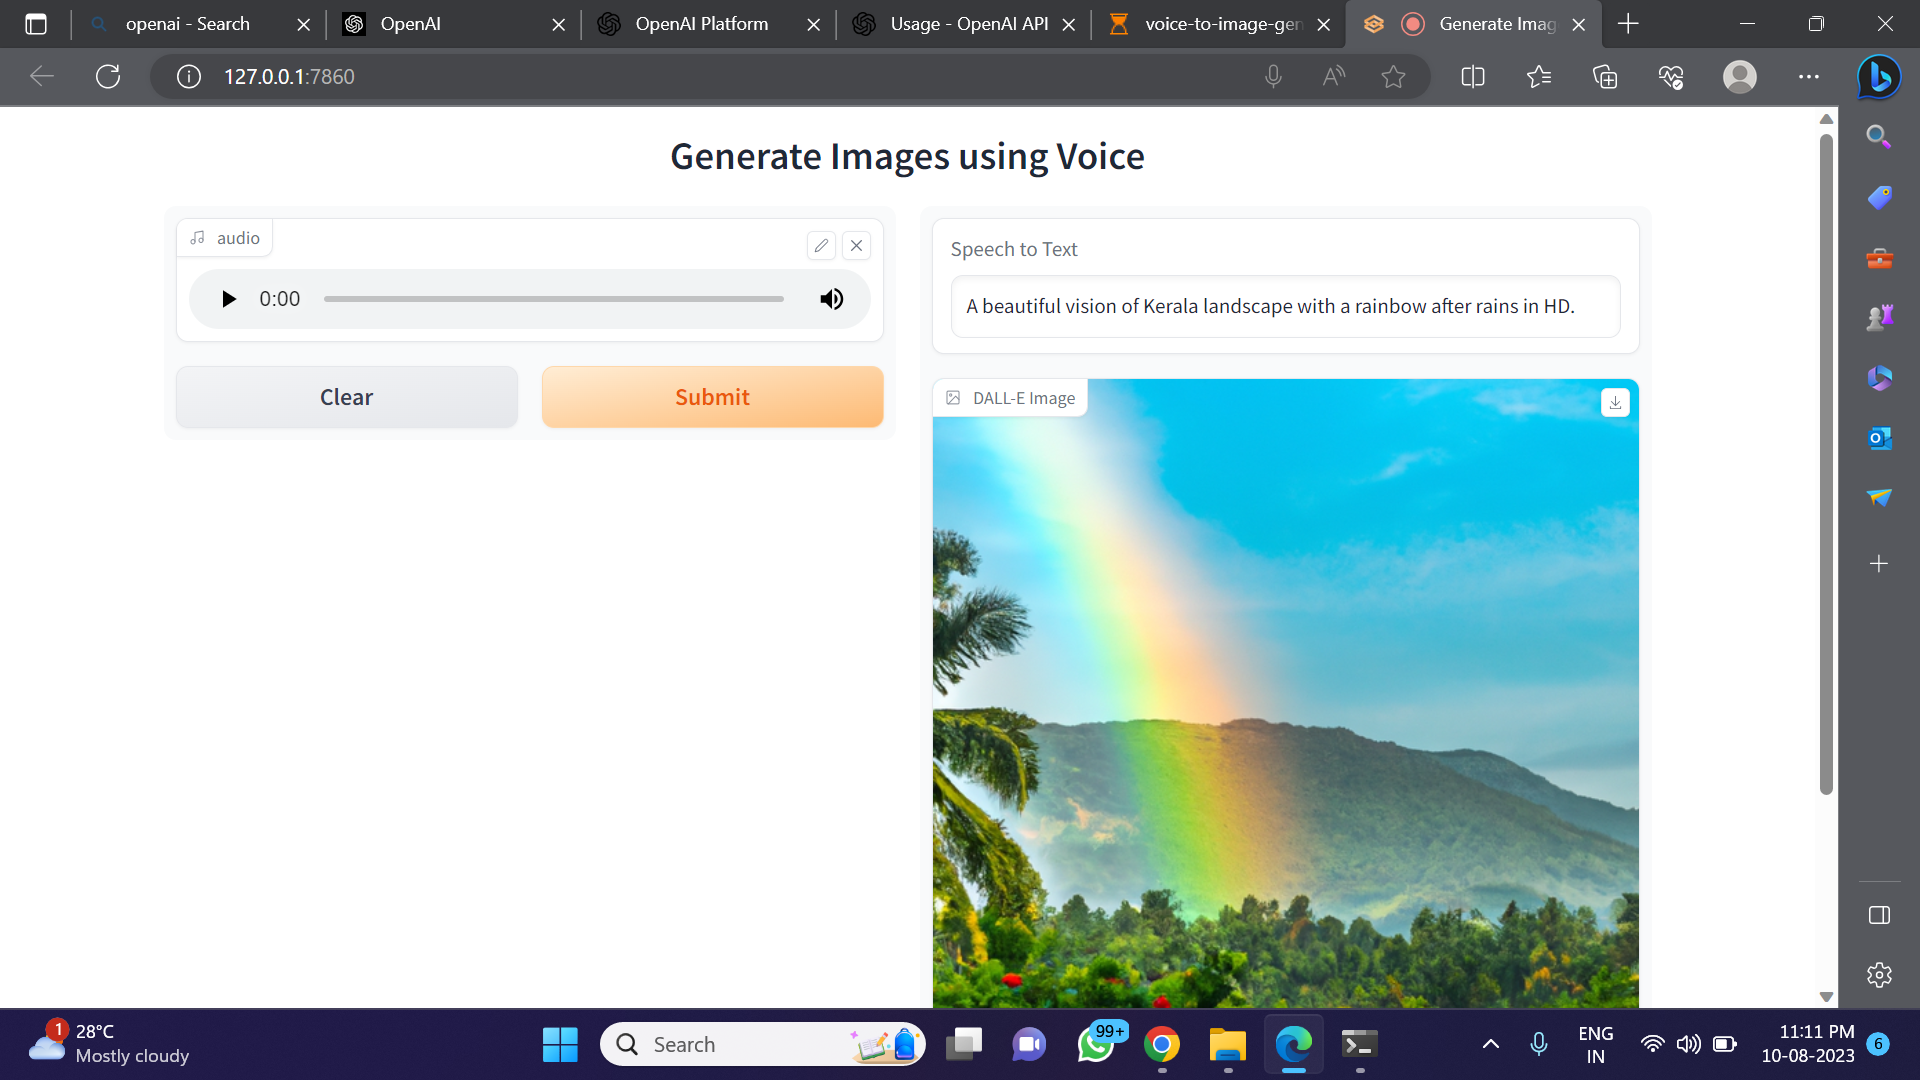 openai - Search
OpenAI
OpenAI Platform
Usage - OpenAI API
voice-to-image-gen
Generate Imag
127.0.0.1:7860
Generate Images using Voice
audio
0:00
Clear
Submit
Speech to Text
A beautiful vision of Kerala landscape with a rainbow after rains in HD.
DALL-E Image
1
28°C
Mostly cloudy
Search
99+
ENG
IN
11:11 PM
10-08-2023
6